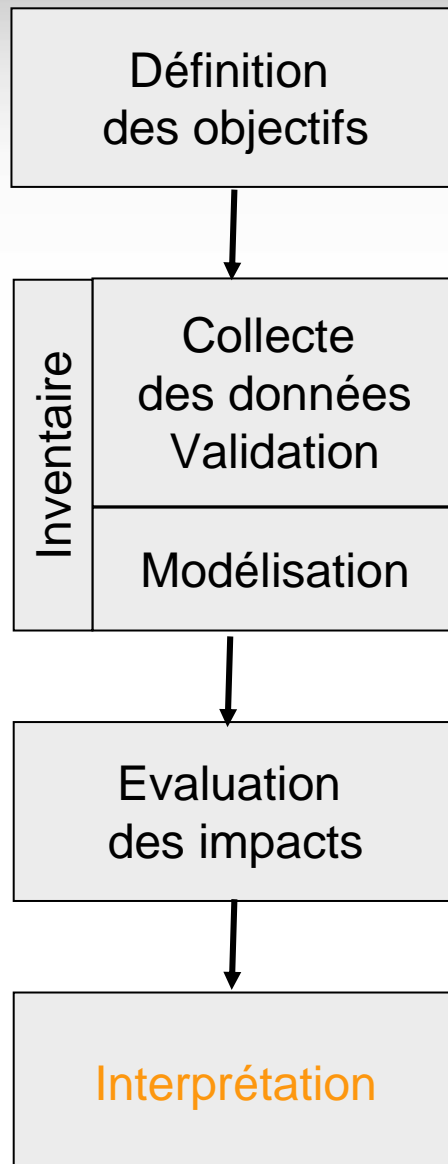 Définition
des objectifs
Inventaire
Collecte
des données
Validation
Modélisation
Evaluation
des impacts
Interprétation